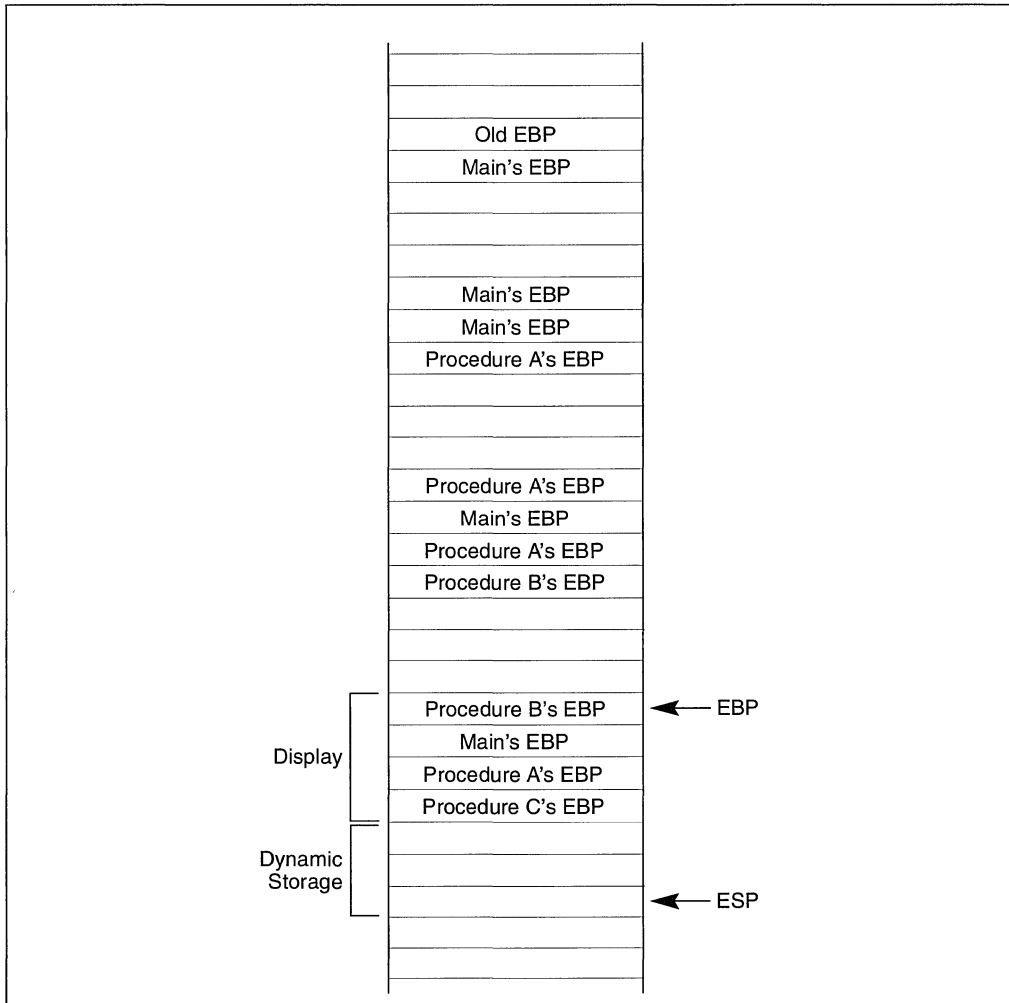 Old EBP
Main's EBP
Main's EBP
Main's EBP
Procedure A's EBP
Procedure A's EBP
Main's EBP
Procedure A's EBP
Procedure B's EBP
Procedure B's EBP
EBP
Main's EBP
Display
Procedure A's EBP
Procedure C's EBP
Dynamic
Storage
ESP